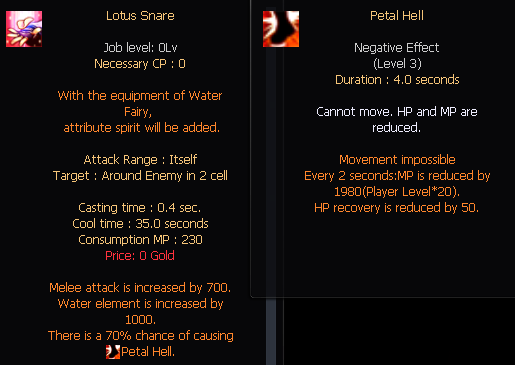 Lotus Snare
Job level: 0Lv
Necessary CP : 0
With the equipment of Water
Fairy,
attribute spirit will be added.
Attack Range : Itself
Target : Around Enemy in 2 cell
Casting time : 0.4 sec.
Cool time : 35.0 seconds
Consumption MP : 230
Price: 0 Gold
Melee attack is increased by 700.
Water element is increased by
1000.
There is a 70% chance of causing
Petal Hell.
Petal Hell
Negative Effect
(Level 3)
Duration : 4.0 seconds
Cannot move. HP and MP are
reduced.
Movement impossible
Every 2 seconds:MP is reduced by
1980(Player Level*20).
HP recovery is reduced by 50.